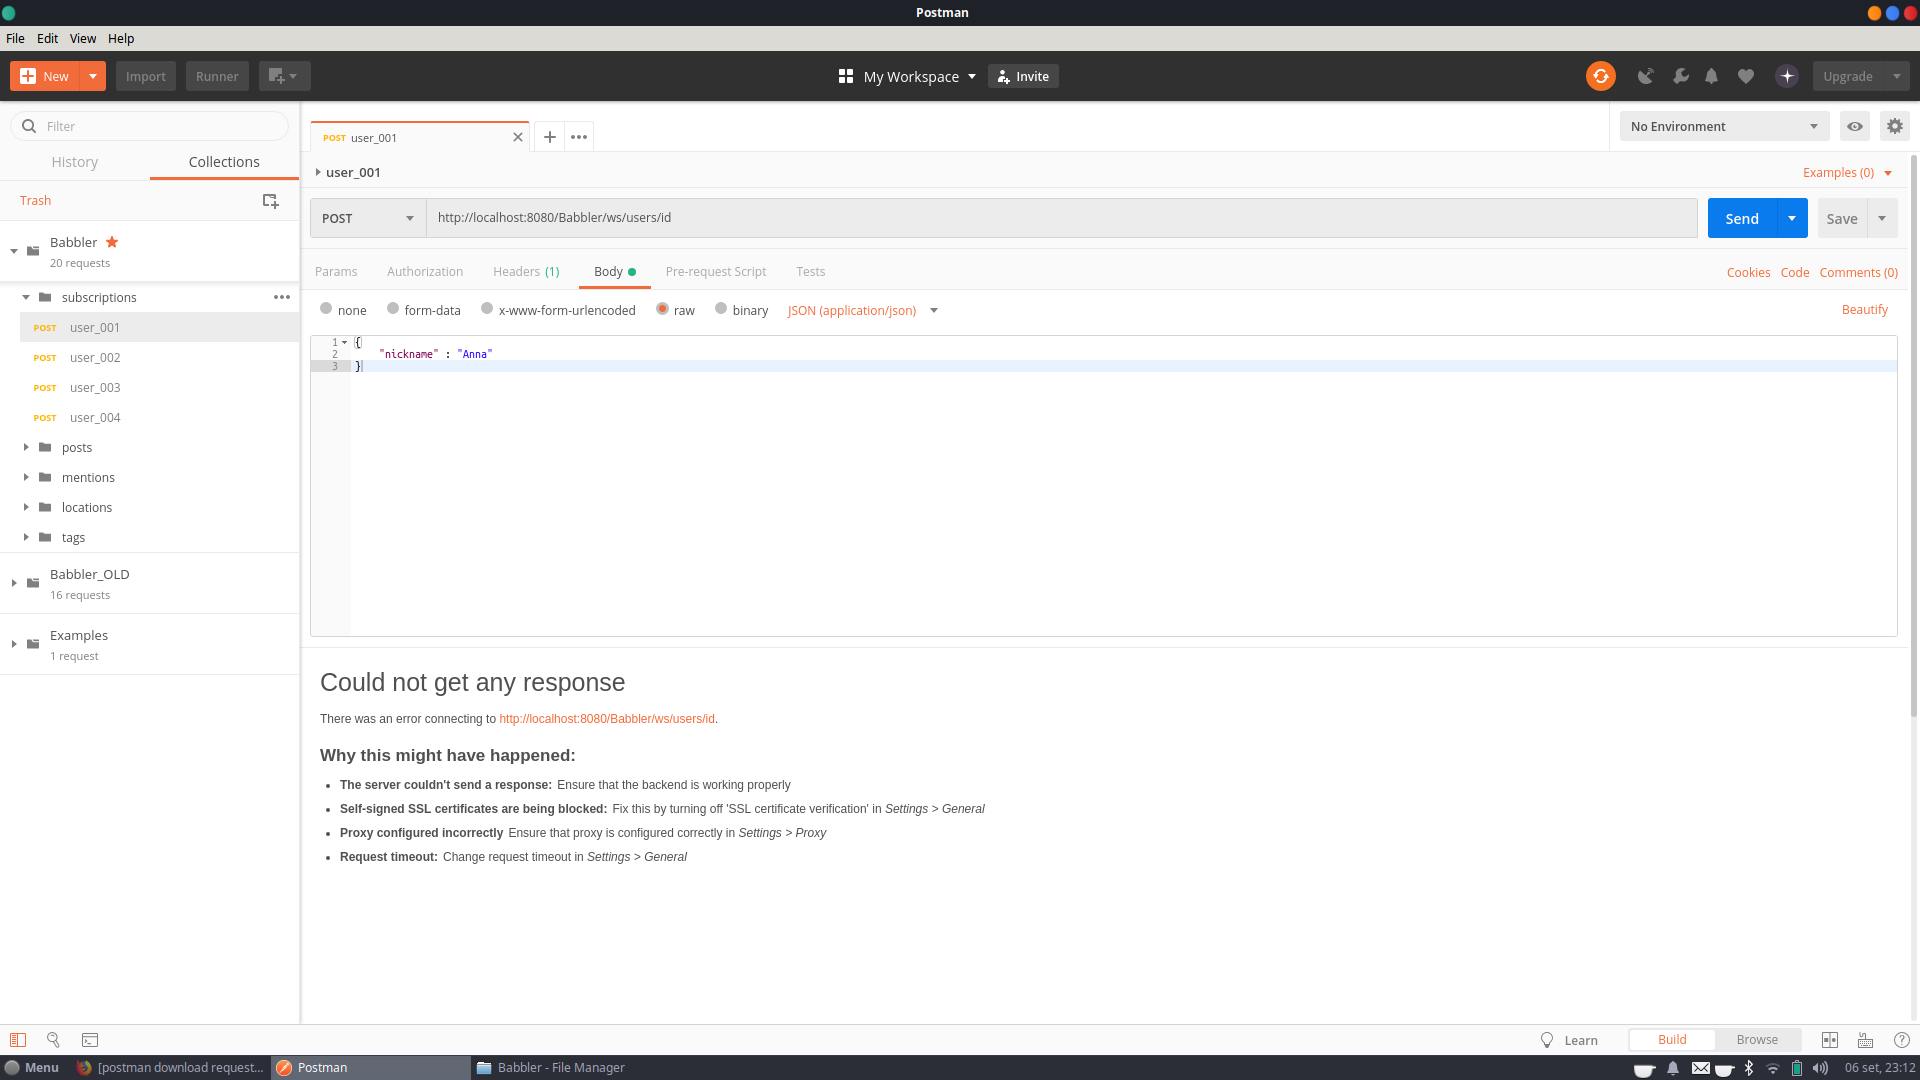 Postman
File Edit View Help
New Import Runner My Workspace Invite Upgrade
Filter
History Collections
Trash
Babbler
20 requests
subscriptions
POST user_001
POST user_002
POST user_003
POST user_004
posts
mentions
locations
tags
Babbler_OLD
16 requests
Examples
1 request
POST user_001
No Environment
user_001
Examples (0)
POST http://localhost:8080/Babbler/ws/users/id Send Save
Params Authorization Headers (1) Body Pre-request Script Tests Cookies Code Comments (0)
none form-data x-www-form-urlencoded raw binary JSON (application/json) Beautify
1 {
2 "nickname" : "Anna"
3 }
Could not get any response
There was an error connecting to http://localhost:8080/Babbler/ws/users/id.
Why this might have happened:
• The server couldn't send a response: Ensure that the backend is working properly
• Self-signed SSL certificates are being blocked: Fix this by turning off 'SSL certificate verification' in Settings > General
• Proxy configured incorrectly Ensure that proxy is configured correctly in Settings > Proxy
• Request timeout: Change request timeout in Settings > General
Learn Build Browse
Menu [postman download request... Postman Babbler - File Manager 06 set, 23:12